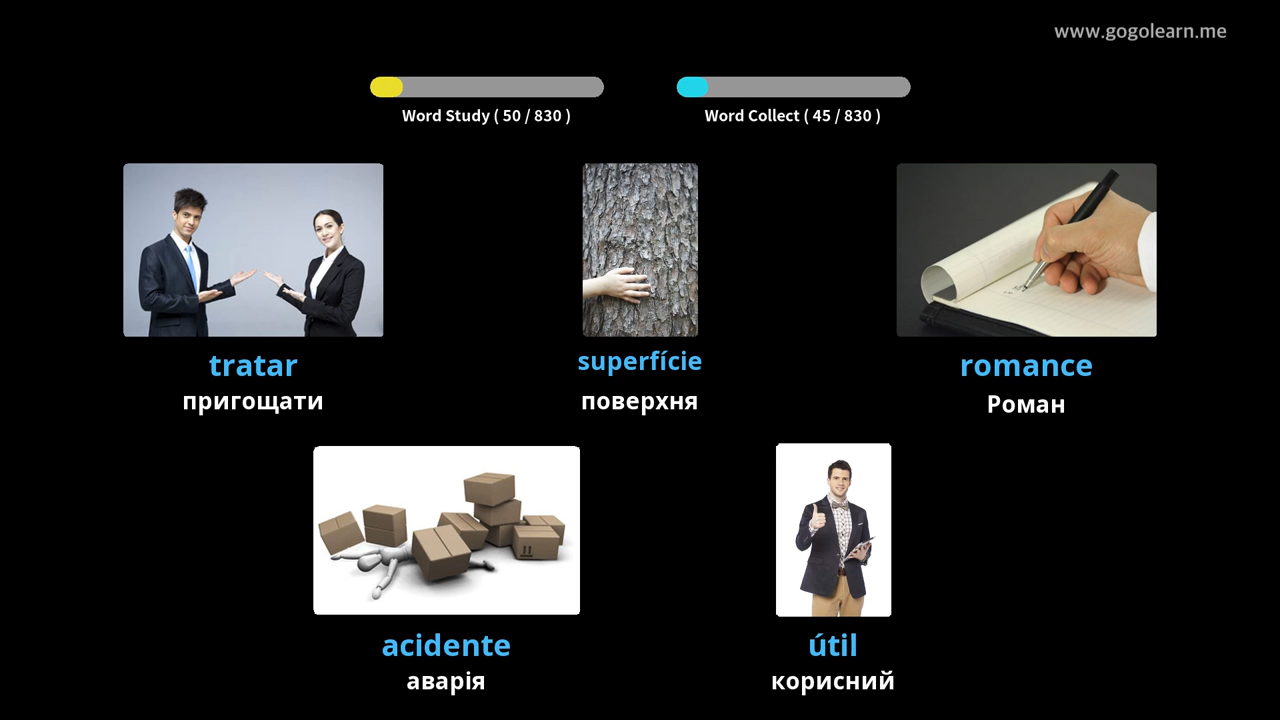 www.gogolearn.me
Word Study ( 50 / 830 )
Word Collect ( 45 / 830 )
tratar
пригощати
superfície
поверхня
romance
Роман
acidente
аварія
útil
корисний